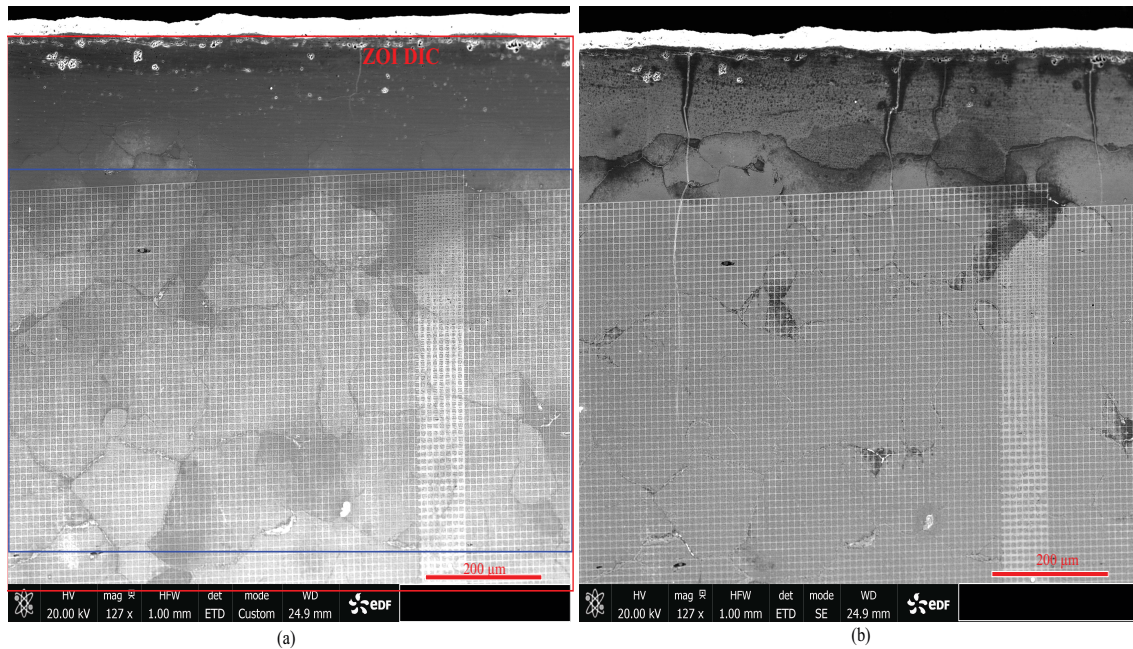 ZOI DIC
200 µm
HV mag HFW det mode WD
20.00 kV 127 x 1.00 mm ETD Custom 24.9 mm eDF
(a)
200 µm
HV mag HFW det mode WD
20.00 kV 127 x 1.00 mm ETD SE 24.9 mm eDF
(b)